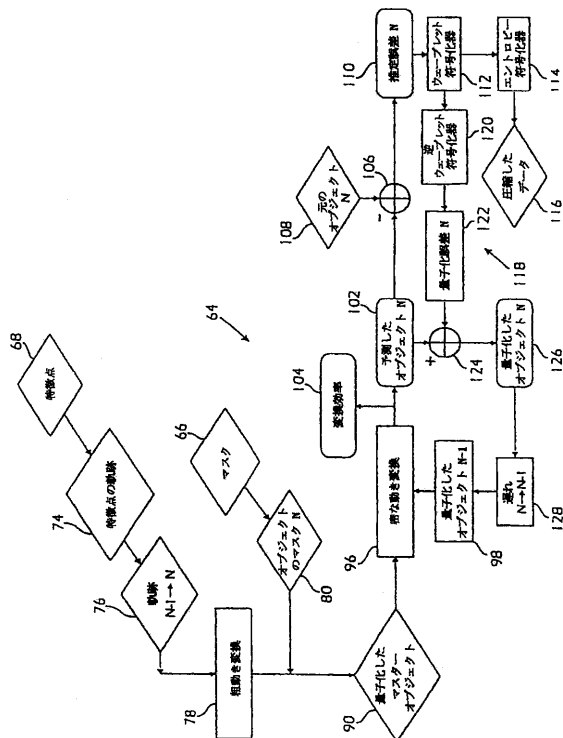 64
68
特徴点
74
特徴点の軌跡
76
軌跡
N-1→N
78
粗動き変換
66
マスク
80
オブジェクト
のマスク N
90
量子化した
マスター
オブジェクト
96
密な動き変換
104
変換効率
98
量子化した
オブジェクト N-1
102
予測した
オブジェクト N
108
元の
オブジェクト
N
106
-
110
推定誤差 N
112
ウェーブレット
符号化器
114
エントロピー
符号化器
116
圧縮した
データ
118
120
逆
ウェーブレット
符号化器
122
量子化誤差 N
124
+
126
量子化した
オブジェクト N
128
遅れ
N→N-1